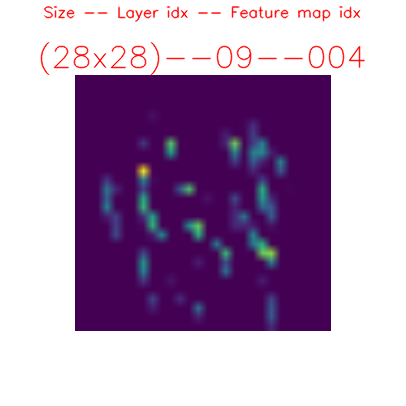 Size -- Layer idx -- Feature map idx
(28x28)--09--004